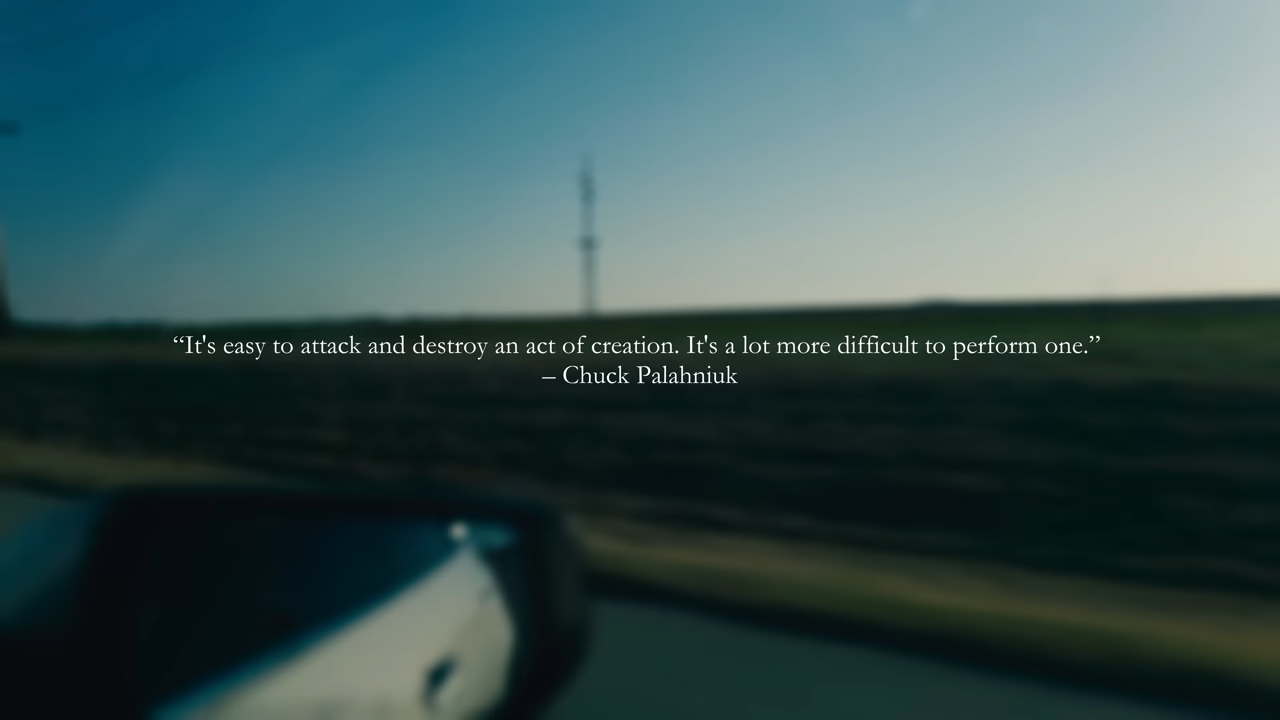 “It's easy to attack and destroy an act of creation. It's a lot more difficult to perform one.”
– Chuck Palahniuk